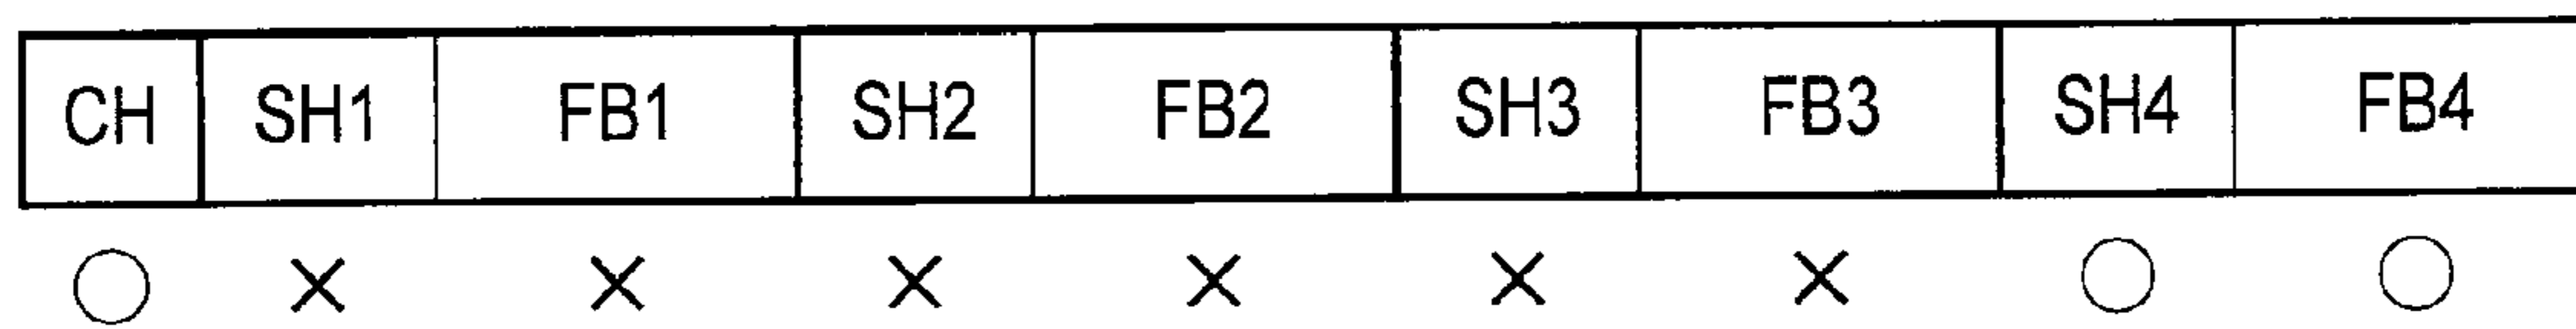 CH SH1 FB1 SH2 FB2 SH3 FB3 SH4 FB4
○ × × × × × × ○ ○